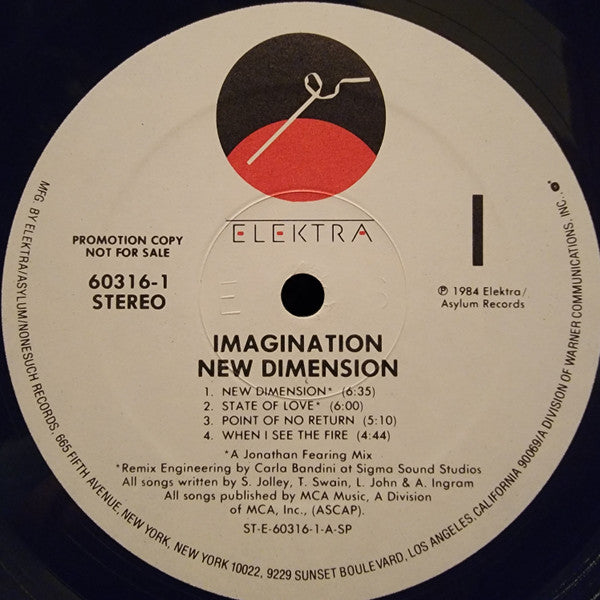 ELEKTRA
PROMOTION COPY
NOT FOR SALE
60316-1
STEREO
I
℗ 1984 Elektra/
Asylum Records
IMAGINATION
NEW DIMENSION
1. NEW DIMENSION* (6:35)
2. STATE OF LOVE* (6:00)
3. POINT OF NO RETURN (5:10)
4. WHEN I SEE THE FIRE (4:44)
*A Jonathan Fearing Mix
*Remix Engineering by Carla Bandini at Sigma Sound Studios
All songs written by S. Jolley, T. Swain, L. John & A. Ingram
All songs published by MCA Music, A Division
of MCA, Inc., (ASCAP).
ST-E-60316-1-A-SP
MFG. BY ELEKTRA/ASYLUM/NONESUCH RECORDS, 665 FIFTH AVENUE, NEW YORK, NEW YORK 10022, 9229 SUNSET BOULEVARD, LOS ANGELES, CALIFORNIA 90069/A DIVISION OF WARNER COMMUNICATIONS, INC.,